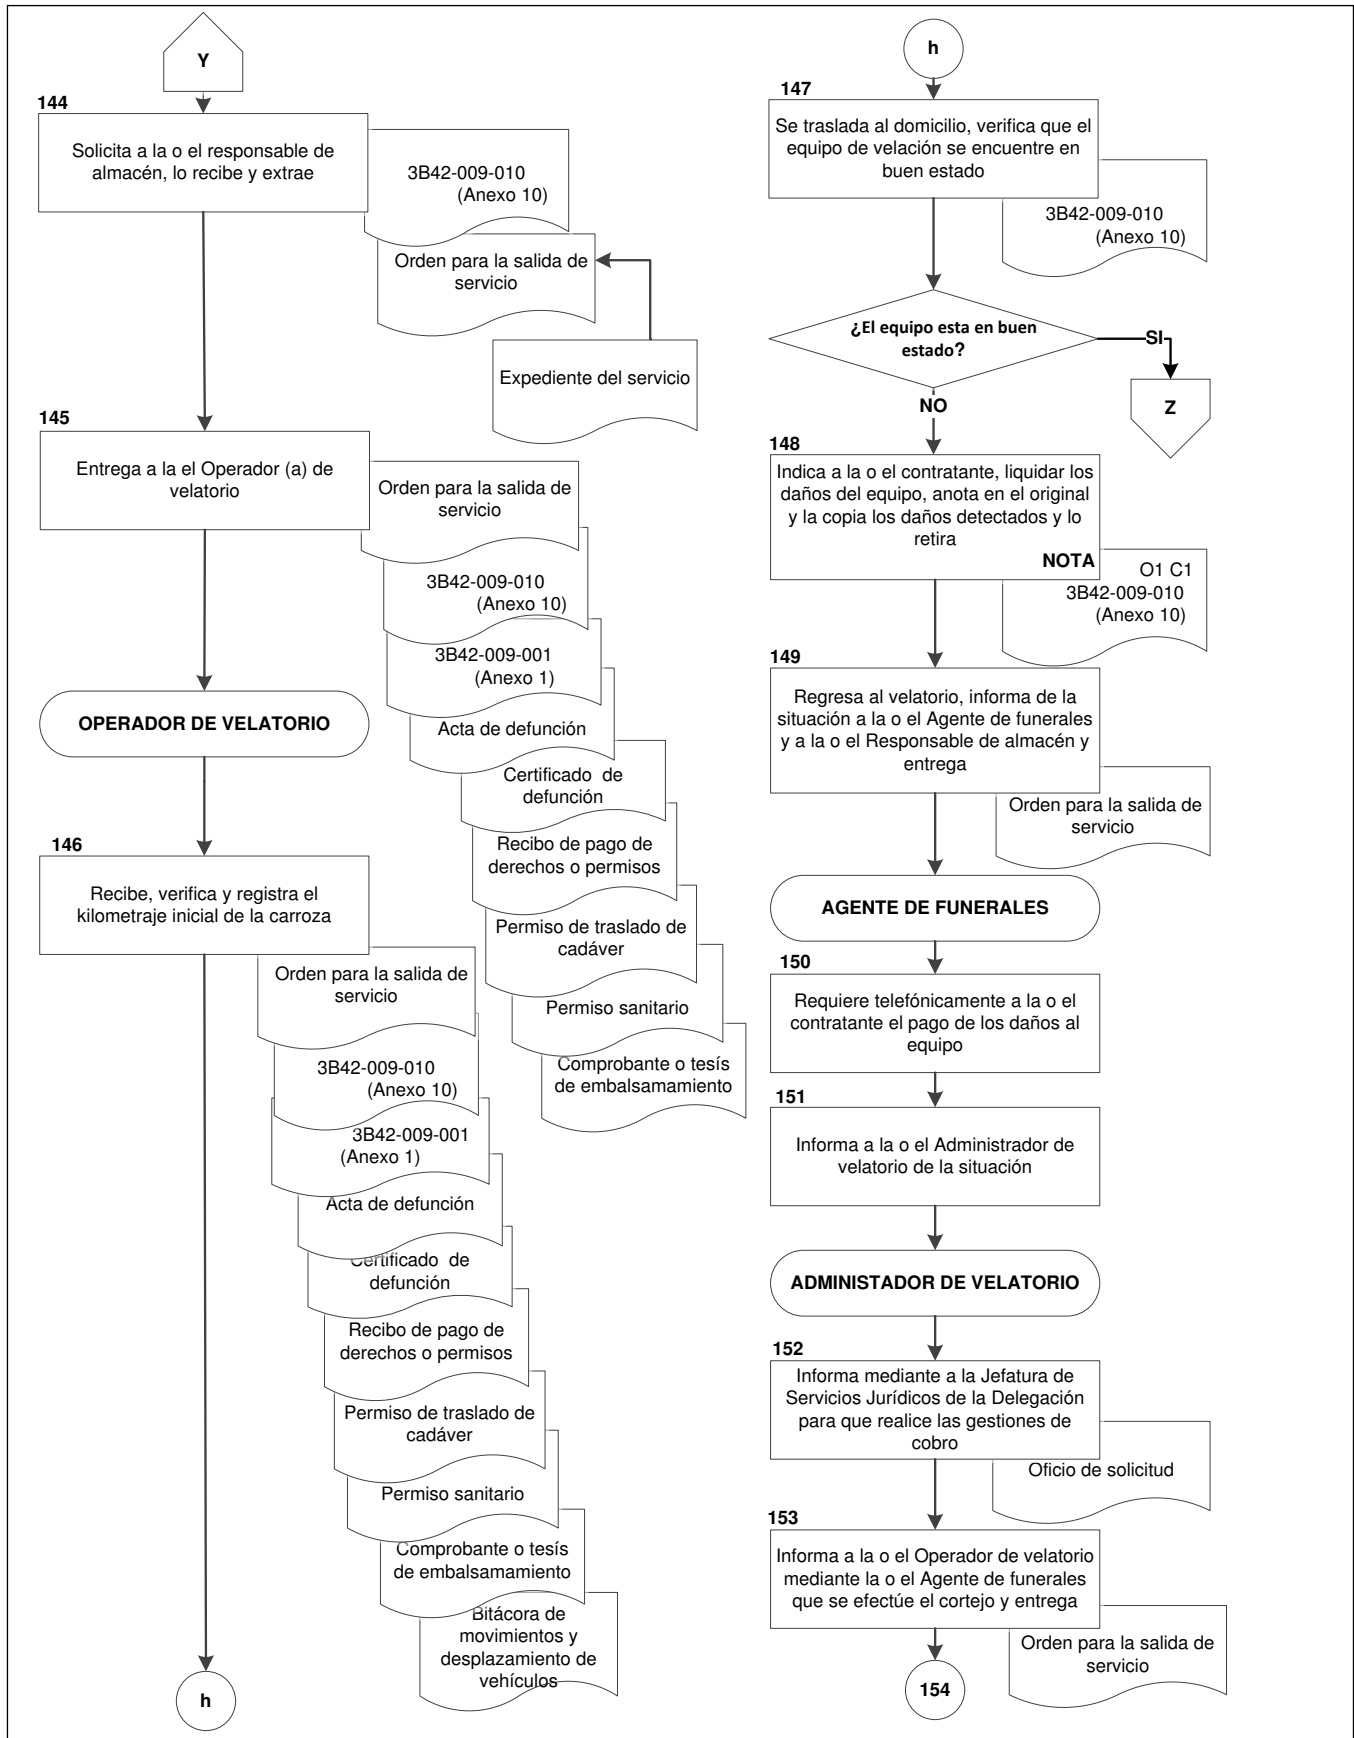 Y
144
Solicita a la o el responsable de
almacén, lo recibe y extrae
3B42-009-010
(Anexo 10)
Orden para la salida de
servicio
Expediente del servicio
145
Entrega a la el Operador (a) de
velatorio
Orden para la salida de
servicio
3B42-009-010
(Anexo 10)
3B42-009-001
(Anexo 1)
Acta de defunción
Certificado de
defunción
Recibo de pago de
derechos o permisos
Permiso de traslado de
cadáver
Permiso sanitario
Comprobante o tesís
de embalsamamiento
OPERADOR DE VELATORIO
146
Recibe, verifica y registra el
kilometraje inicial de la carroza
Orden para la salida de
servicio
3B42-009-010
(Anexo 10)
3B42-009-001
(Anexo 1)
Acta de defunción
Certificado de
defunción
Recibo de pago de
derechos o permisos
Permiso de traslado de
cadáver
Permiso sanitario
Comprobante o tesís
de embalsamamiento
Bitácora de
movimientos y
desplazamiento de
vehículos
h
h
147
Se traslada al domicilio, verifica que el
equipo de velación se encuentre en
buen estado
3B42-009-010
(Anexo 10)
¿El equipo esta en buen
estado?
SI
Z
NO
148
Indica a la o el contratante, liquidar los
daños del equipo, anota en el original
y la copia los daños detectados y lo
retira
NOTA
O1 C1
3B42-009-010
(Anexo 10)
149
Regresa al velatorio, informa de la
situación a la o el Agente de funerales
y a la o el Responsable de almacén y
entrega
Orden para la salida de
servicio
AGENTE DE FUNERALES
150
Requiere telefónicamente a la o el
contratante el pago de los daños al
equipo
151
Informa a la o el Administrador de
velatorio de la situación
ADMINISTADOR DE VELATORIO
152
Informa mediante a la Jefatura de
Servicios Jurídicos de la Delegación
para que realice las gestiones de
cobro
Oficio de solicitud
153
Informa a la o el Operador de velatorio
mediante la o el Agente de funerales
que se efectúe el cortejo y entrega
Orden para la salida de
servicio
154